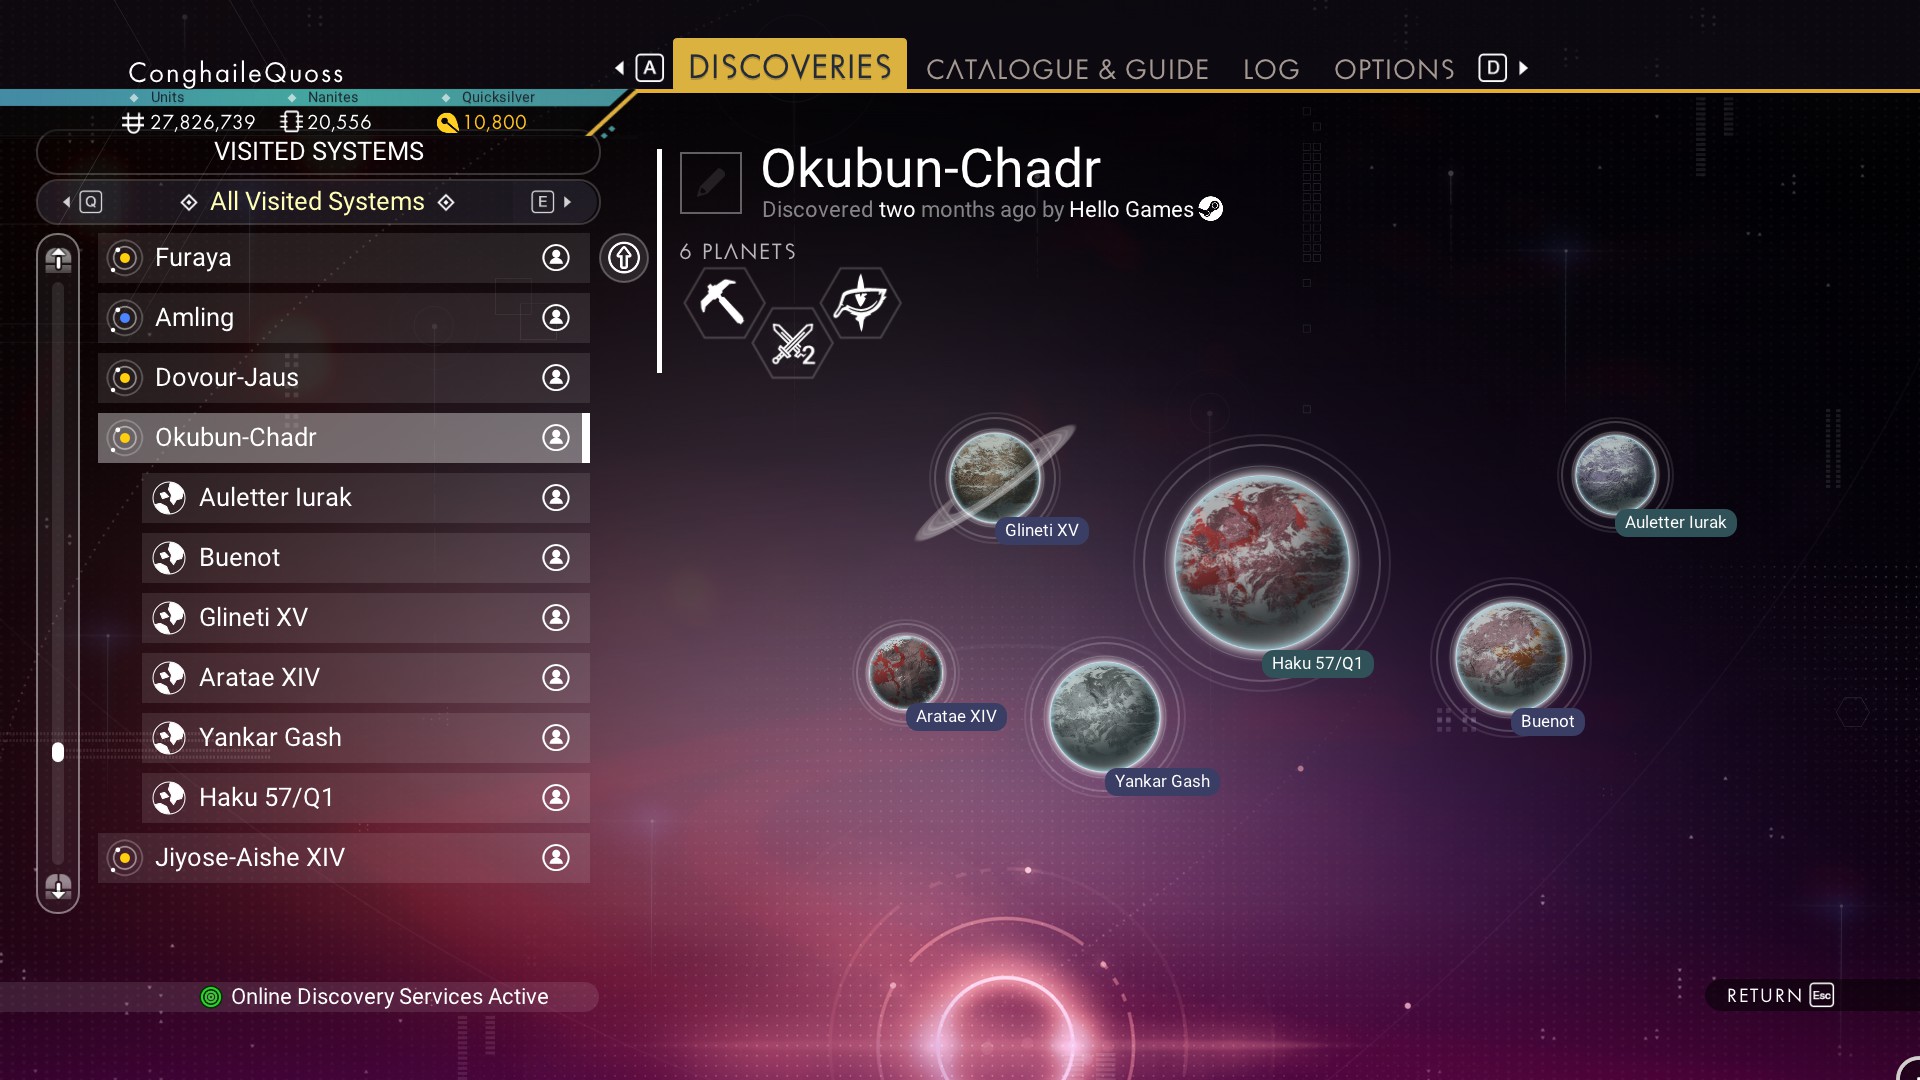 ConghaileQuoss
Units Nanites Quicksilver
27,826,739 20,556 10,800
A DISCOVERIES CATALOGUE & GUIDE LOG OPTIONS D
VISITED SYSTEMS
Q All Visited Systems E
Furaya
Amling
Dovour-Jaus
Okubun-Chadr
Auletter Iurak
Buenot
Glineti XV
Aratae XIV
Yankar Gash
Haku 57/Q1
Jiyose-Aishe XIV
Online Discovery Services Active
Okubun-Chadr
Discovered two months ago by Hello Games
6 PLANETS
2
Glineti XV
Auletter Iurak
Haku 57/Q1
Aratae XIV
Buenot
Yankar Gash
RETURN Esc